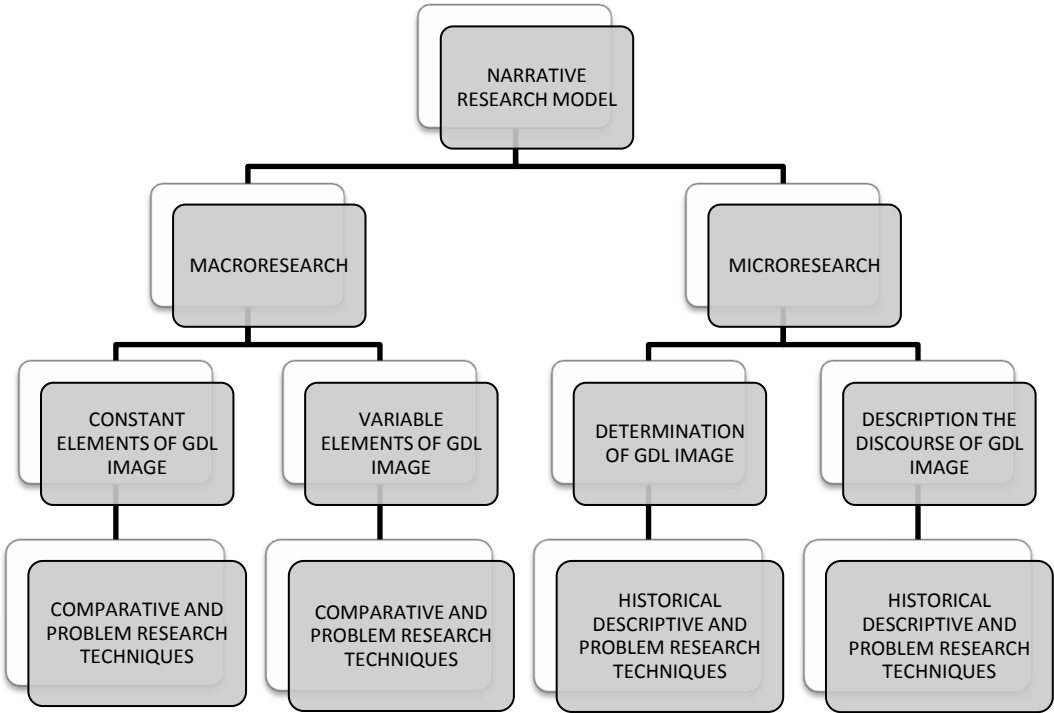 NARRATIVE
RESEARCH MODEL
MACRORESEARCH
MICRORESEARCH
CONSTANT
ELEMENTS OF GDL
IMAGE
VARIABLE
ELEMENTS OF GDL
IMAGE
DETERMINATION
OF GDL IMAGE
DESCRIPTION THE
DISCOURSE OF GDL
IMAGE
COMPARATIVE AND
PROBLEM RESEARCH
TECHNIQUES
COMPARATIVE AND
PROBLEM RESEARCH
TECHNIQUES
HISTORICAL
DESCRIPTIVE AND
PROBLEM RESEARCH
TECHNIQUES
HISTORICAL
DESCRIPTIVE AND
PROBLEM RESEARCH
TECHNIQUES